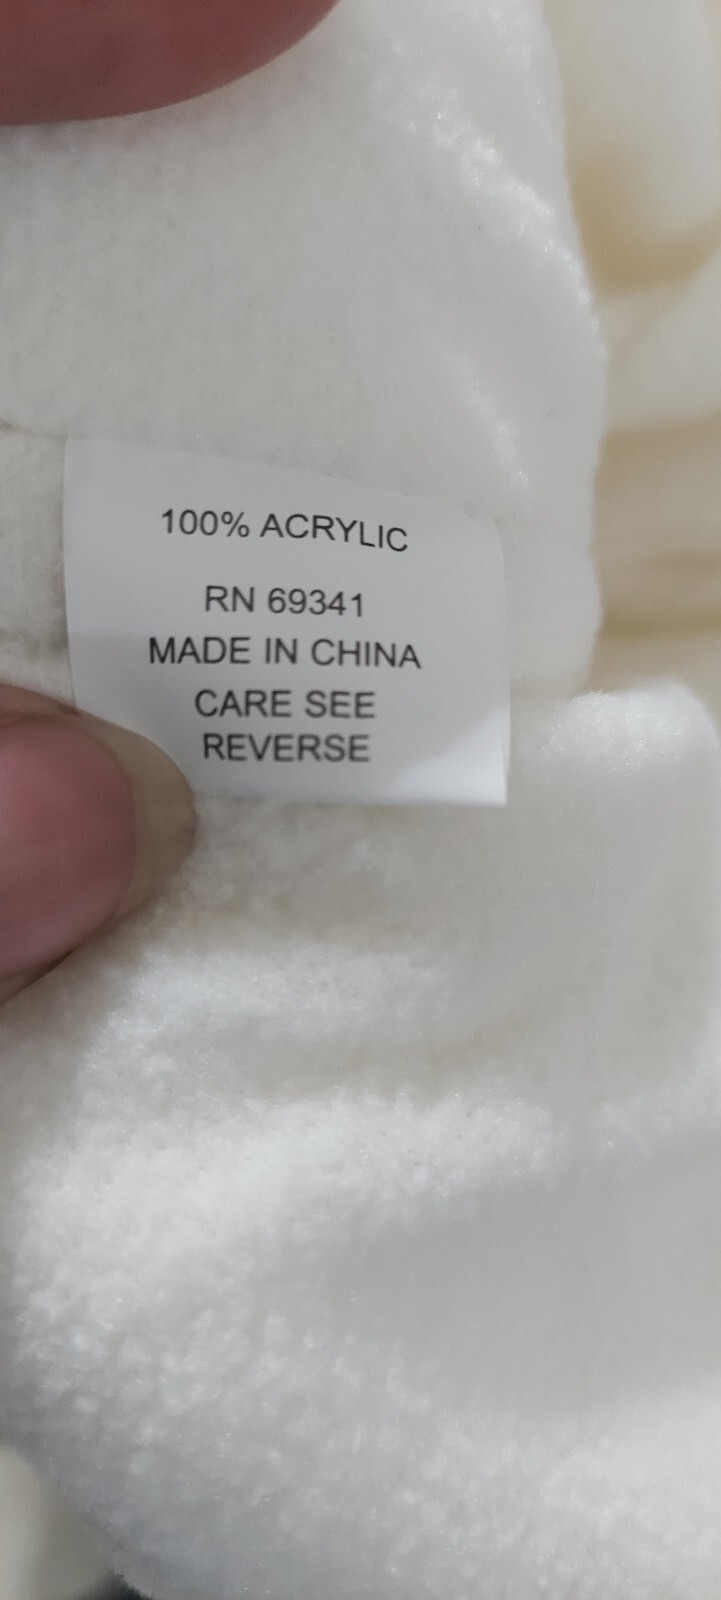 100% ACRYLIC
RN 69341
MADE IN CHINA
CARE SEE
REVERSE